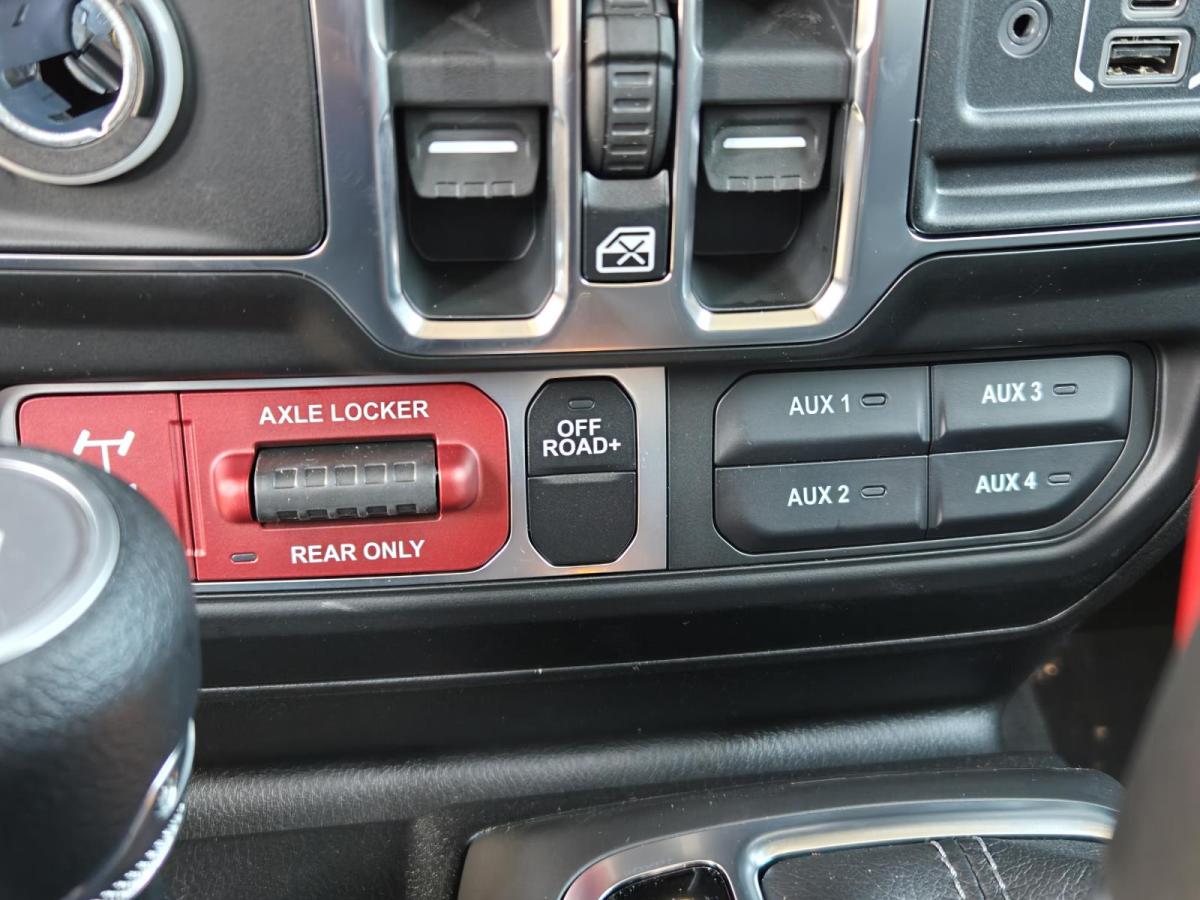 AXLE LOCKER
REAR ONLY
OFF
ROAD+
AUX 1
AUX 2
AUX 3
AUX 4